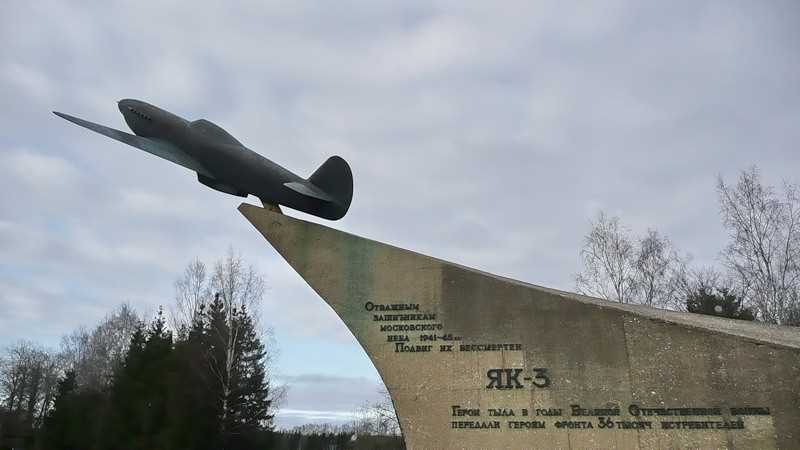 Отважным
защитникам
московского
неба 1941-45гг.
Подвиг их бессмертен
ЯК-3
Герои тыла в годы Великой Отечественной войны
передали героям фронта 36 тысяч истребителей